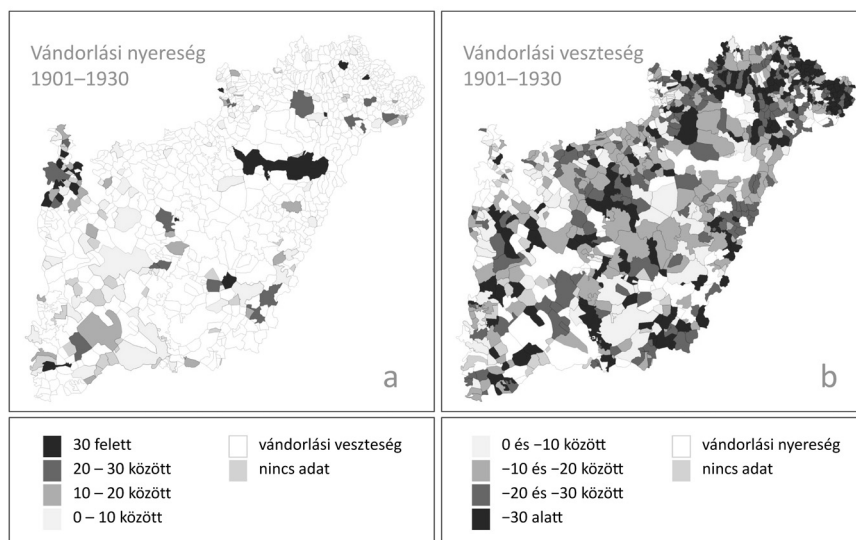 Vándorlási nyereség
1901–1930
a
Vándorlási veszteség
1901–1930
b
30 felett
20 – 30 között
10 – 20 között
0 – 10 között
vándorlási veszteség
nincs adat
0 és −10 között
−10 és −20 között
−20 és −30 között
−30 alatt
vándorlási nyereség
nincs adat